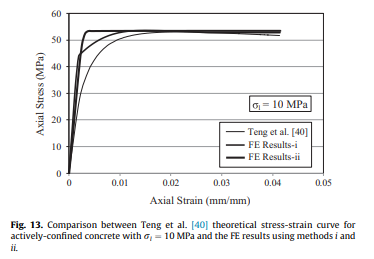 60
50
40
30
20
10
0
Axial Stress (MPa)
σl = 10 MPa
Teng et al. [40]
FE Results-i
FE Results-ii
0 0.01 0.02 0.03 0.04 0.05
Axial Strain (mm/mm)
Fig. 13. Comparison between Teng et al. [40] theoretical stress-strain curve for
actively-confined concrete with σl = 10 MPa and the FE results using methods i and
ii.